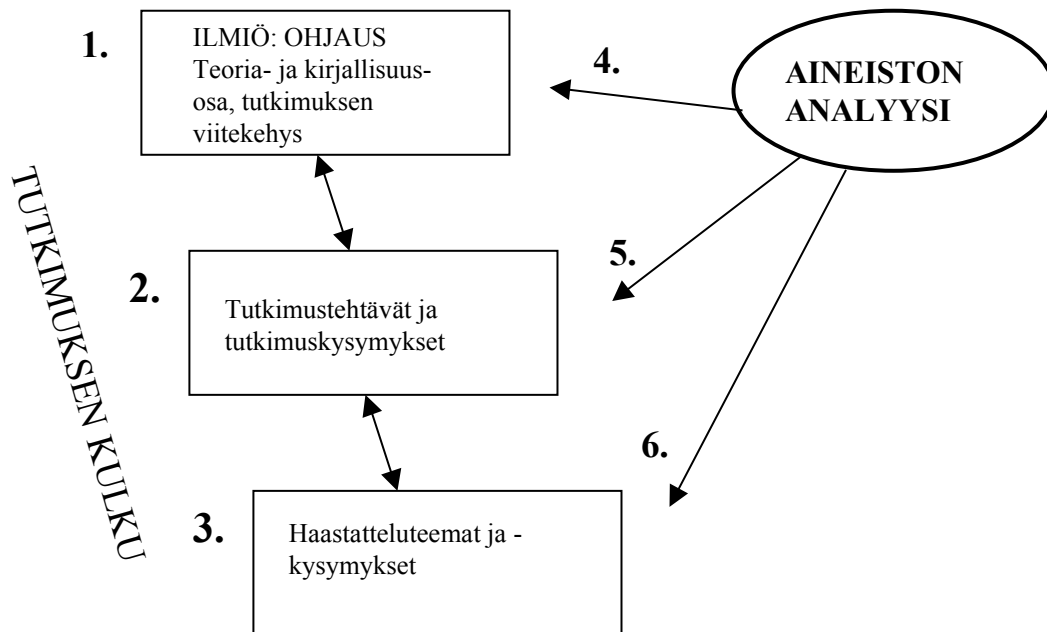 1.
ILMIÖ: OHJAUS
Teoria- ja kirjallisuus-
osa, tutkimuksen
viitekehys
4.
AINEISTON
ANALYYSI
TUTKIMUKSEN KULKU
2.
Tutkimustehtävät ja
tutkimuskysymykset
5.
3.
Haastatteluteemat ja -
kysymykset
6.